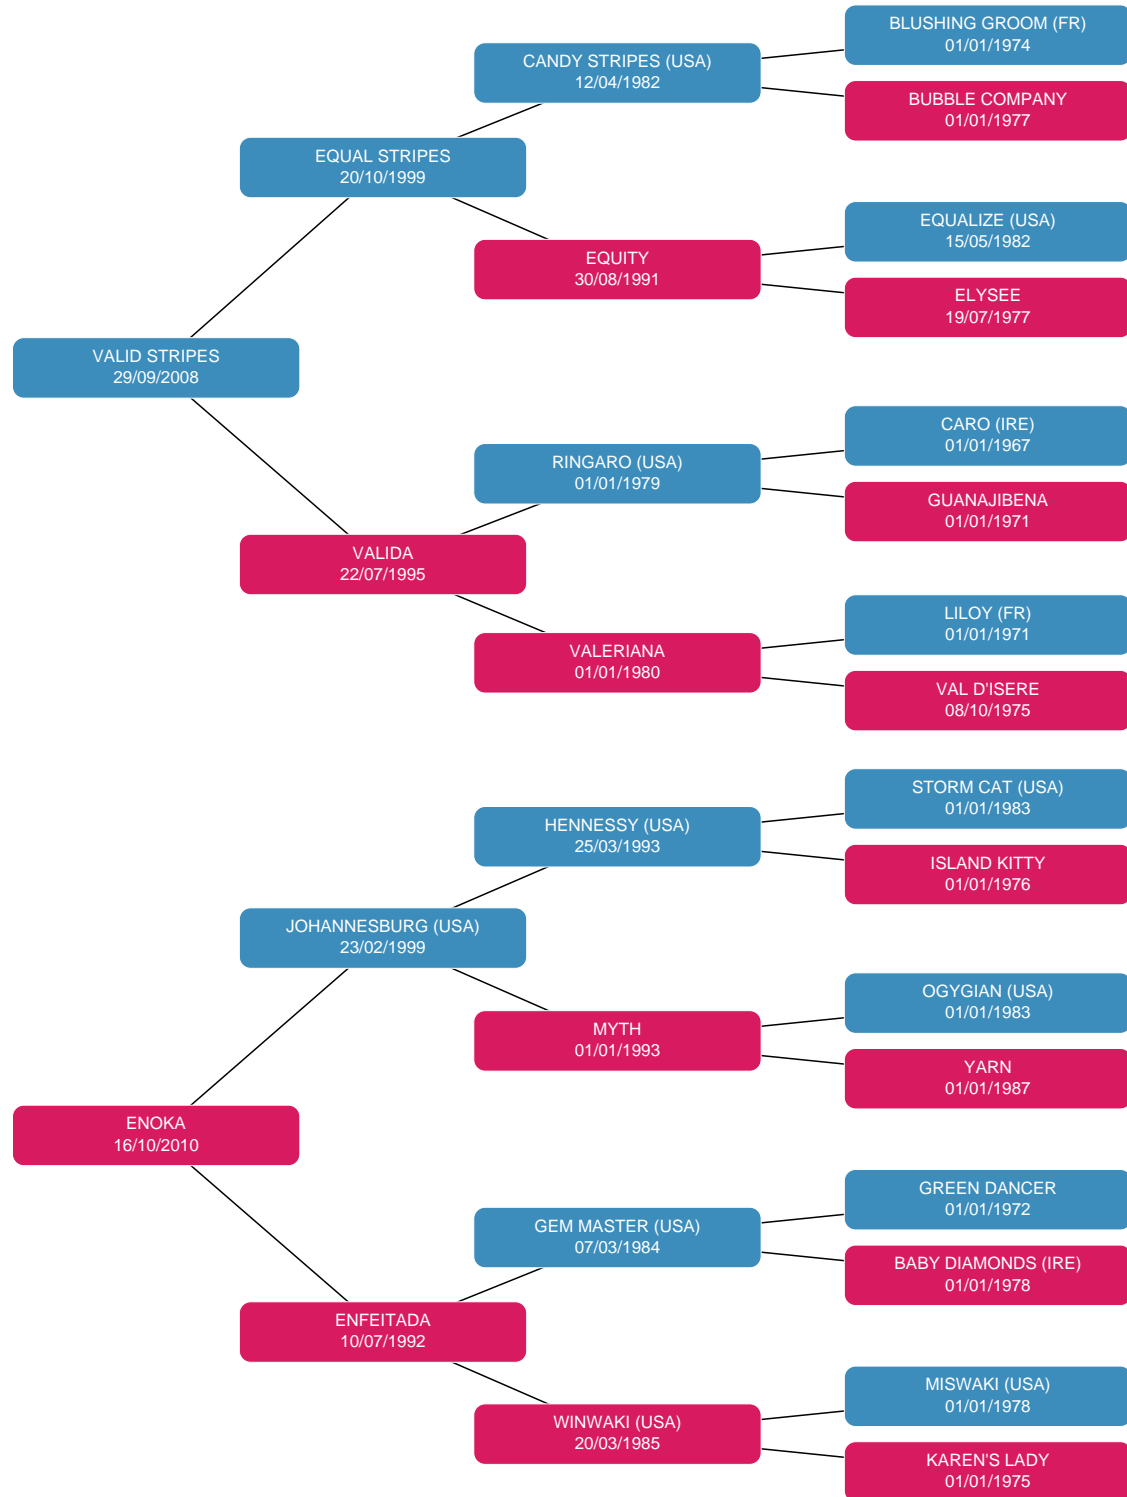 BLUSHING GROOM (FR)
01/01/1974
CANDY STRIPES (USA)
12/04/1982
BUBBLE COMPANY
01/01/1977
EQUAL STRIPES
20/10/1999
EQUALIZE (USA)
15/05/1982
EQUITY
30/08/1991
ELYSEE
19/07/1977
VALID STRIPES
29/09/2008
CARO (IRE)
01/01/1967
RINGARO (USA)
01/01/1979
GUANAJIBENA
01/01/1971
VALIDA
22/07/1995
LILOY (FR)
01/01/1971
VALERIANA
01/01/1980
VAL D'ISERE
08/10/1975
STORM CAT (USA)
01/01/1983
HENNESSY (USA)
25/03/1993
ISLAND KITTY
01/01/1976
JOHANNESBURG (USA)
23/02/1999
OGYGIAN (USA)
01/01/1983
MYTH
01/01/1993
YARN
01/01/1987
ENOKA
16/10/2010
GREEN DANCER
01/01/1972
GEM MASTER (USA)
07/03/1984
BABY DIAMONDS (IRE)
01/01/1978
ENFEITADA
10/07/1992
MISWAKI (USA)
01/01/1978
WINWAKI (USA)
20/03/1985
KAREN'S LADY
01/01/1975